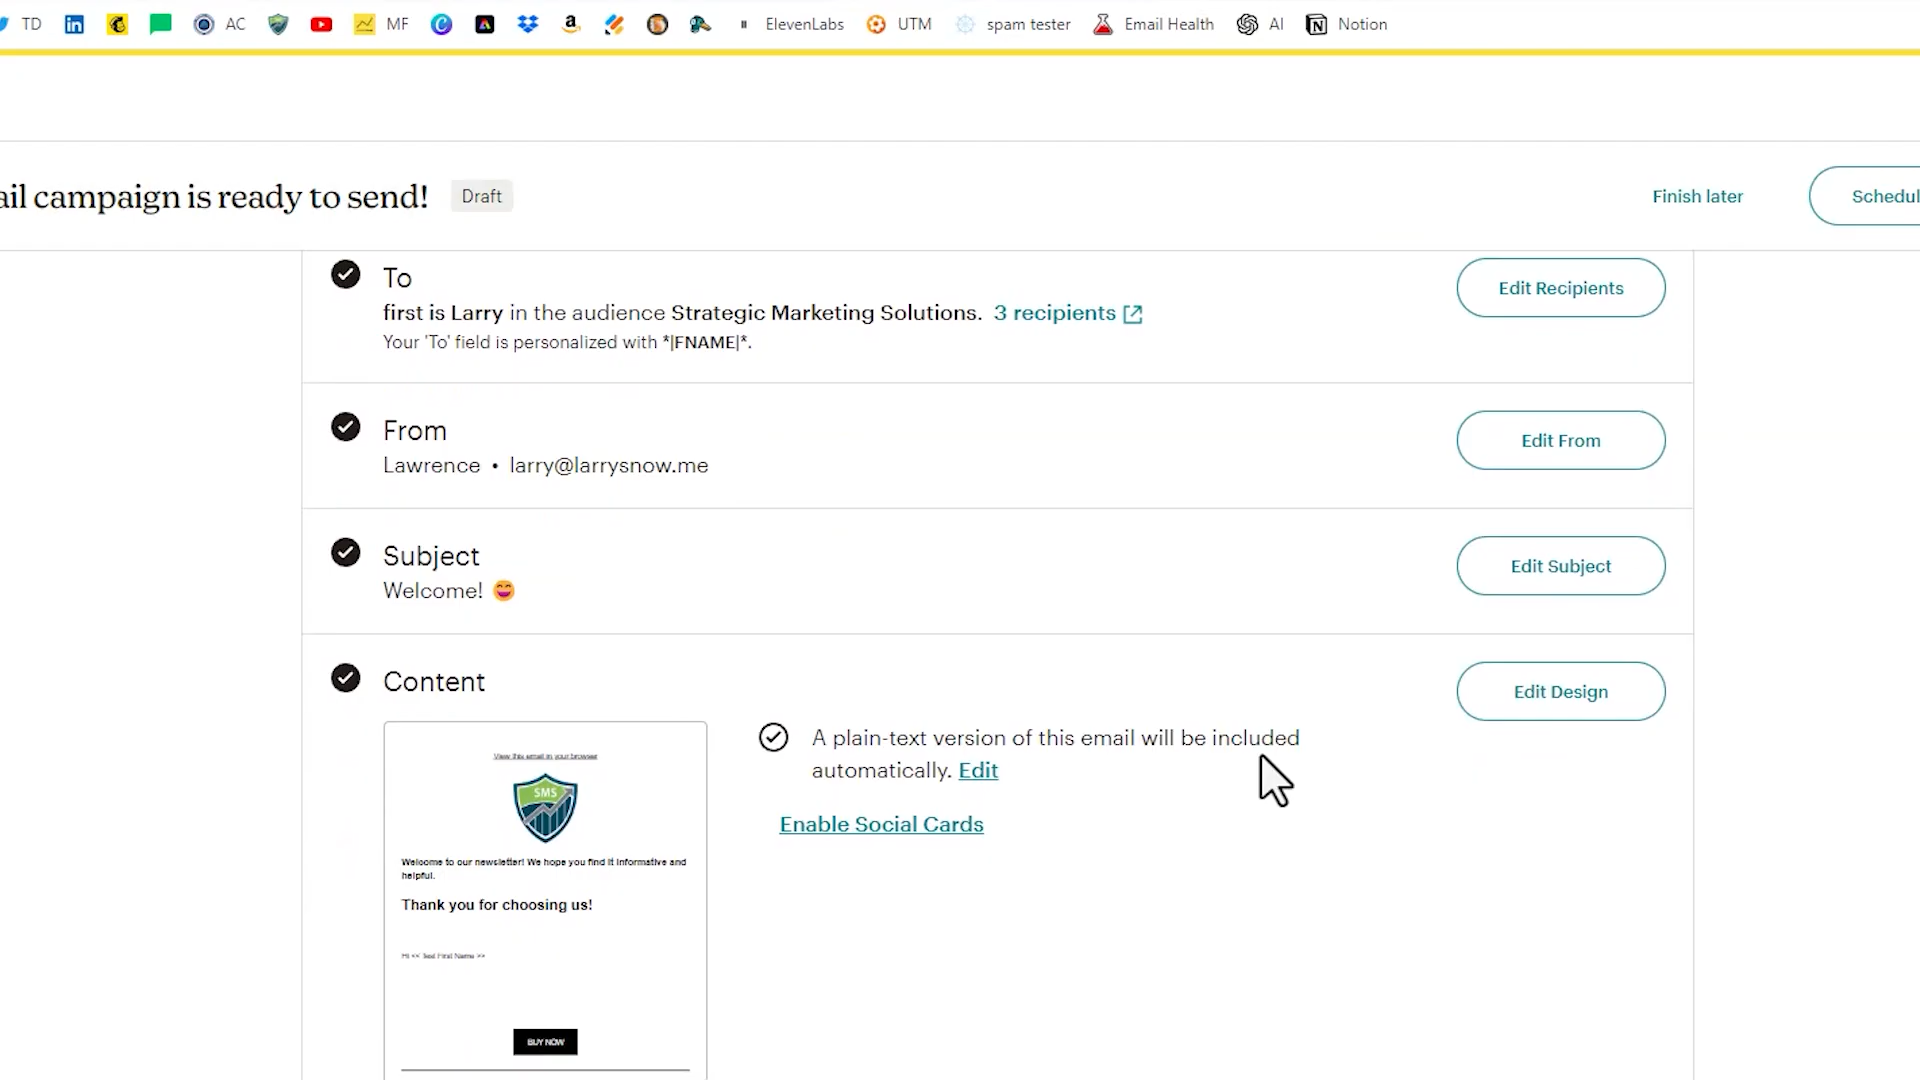 TD
AC
MF
ElevenLabs
UTM
spam tester
Email Health
AI
Notion
ail campaign is ready to send!
Draft
Finish later
Schedul
To
first is Larry in the audience Strategic Marketing Solutions. 3 recipients
Your 'To' field is personalized with *|FNAME|*.
Edit Recipients
From
Lawrence • larry@larrysnow.me
Edit From
Subject
Welcome! 😄
Edit Subject
Content
Edit Design
View this email in your browser
SMS
Welcome to our newsletter! We hope you find it informative and
helpful.
Thank you for choosing us!
Hi << Test First Name >>
BUY NOW
A plain-text version of this email will be included
automatically. Edit
Enable Social Cards